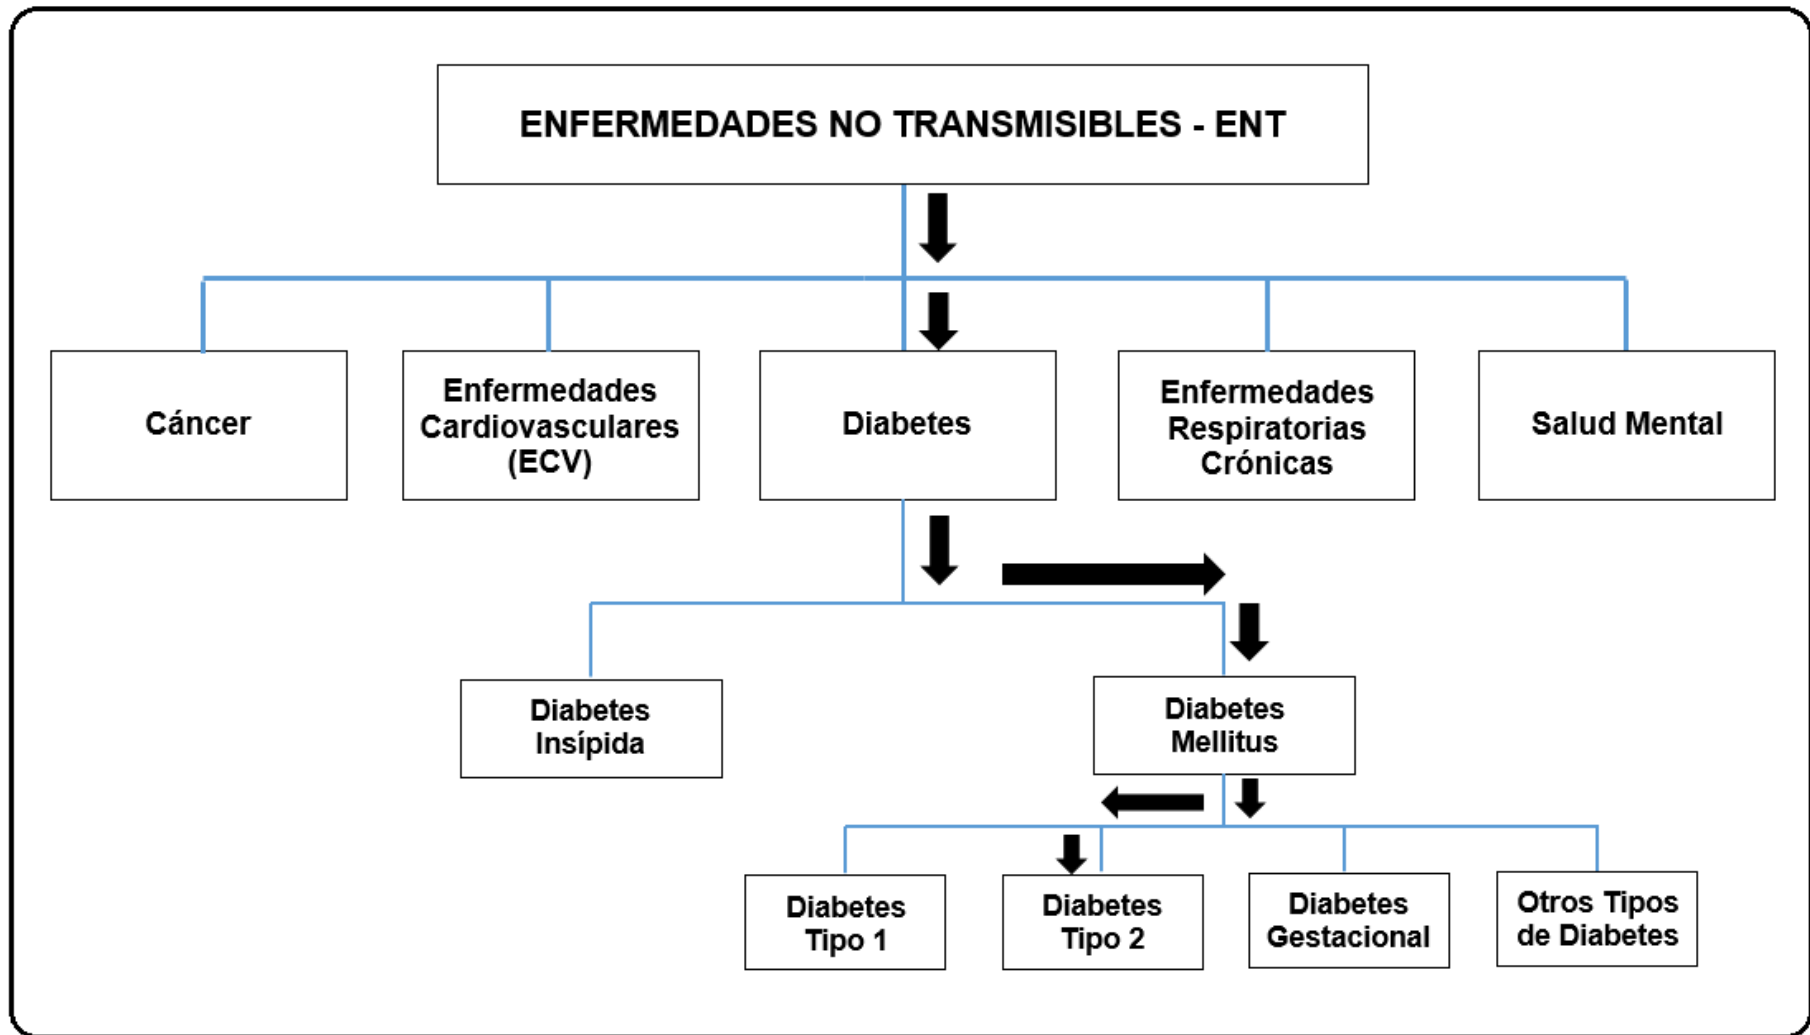 ENFERMEDADES NO TRANSMISIBLES - ENT
Cáncer
Enfermedades
Cardiovasculares
(ECV)
Diabetes
Enfermedades
Respiratorias
Crónicas
Salud Mental
Diabetes
Insípida
Diabetes
Mellitus
Diabetes
Tipo 1
Diabetes
Tipo 2
Diabetes
Gestacional
Otros Tipos
de Diabetes